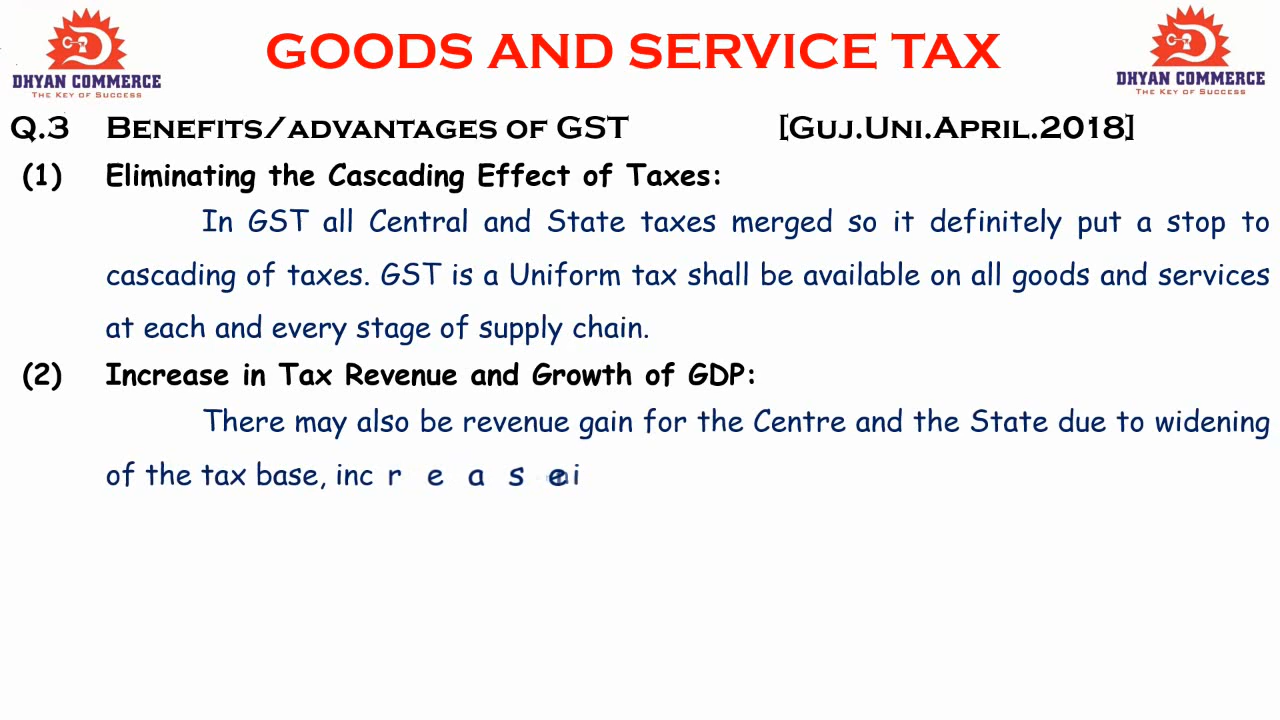 DHYAN COMMERCE
THE KEY OF SUCCESS
GOODS AND SERVICE TAX
DHYAN COMMERCE
THE KEY OF SUCCESS
Q.3 BENEFITS/ADVANTAGES OF GST [GUJ.UNI.APRIL.2018]
(1) Eliminating the Cascading Effect of Taxes:
In GST all Central and State taxes merged so it definitely put a stop to
cascading of taxes. GST is a Uniform tax shall be available on all goods and services
at each and every stage of supply chain.
(2) Increase in Tax Revenue and Growth of GDP:
There may also be revenue gain for the Centre and the State due to widening
of the tax base, increase